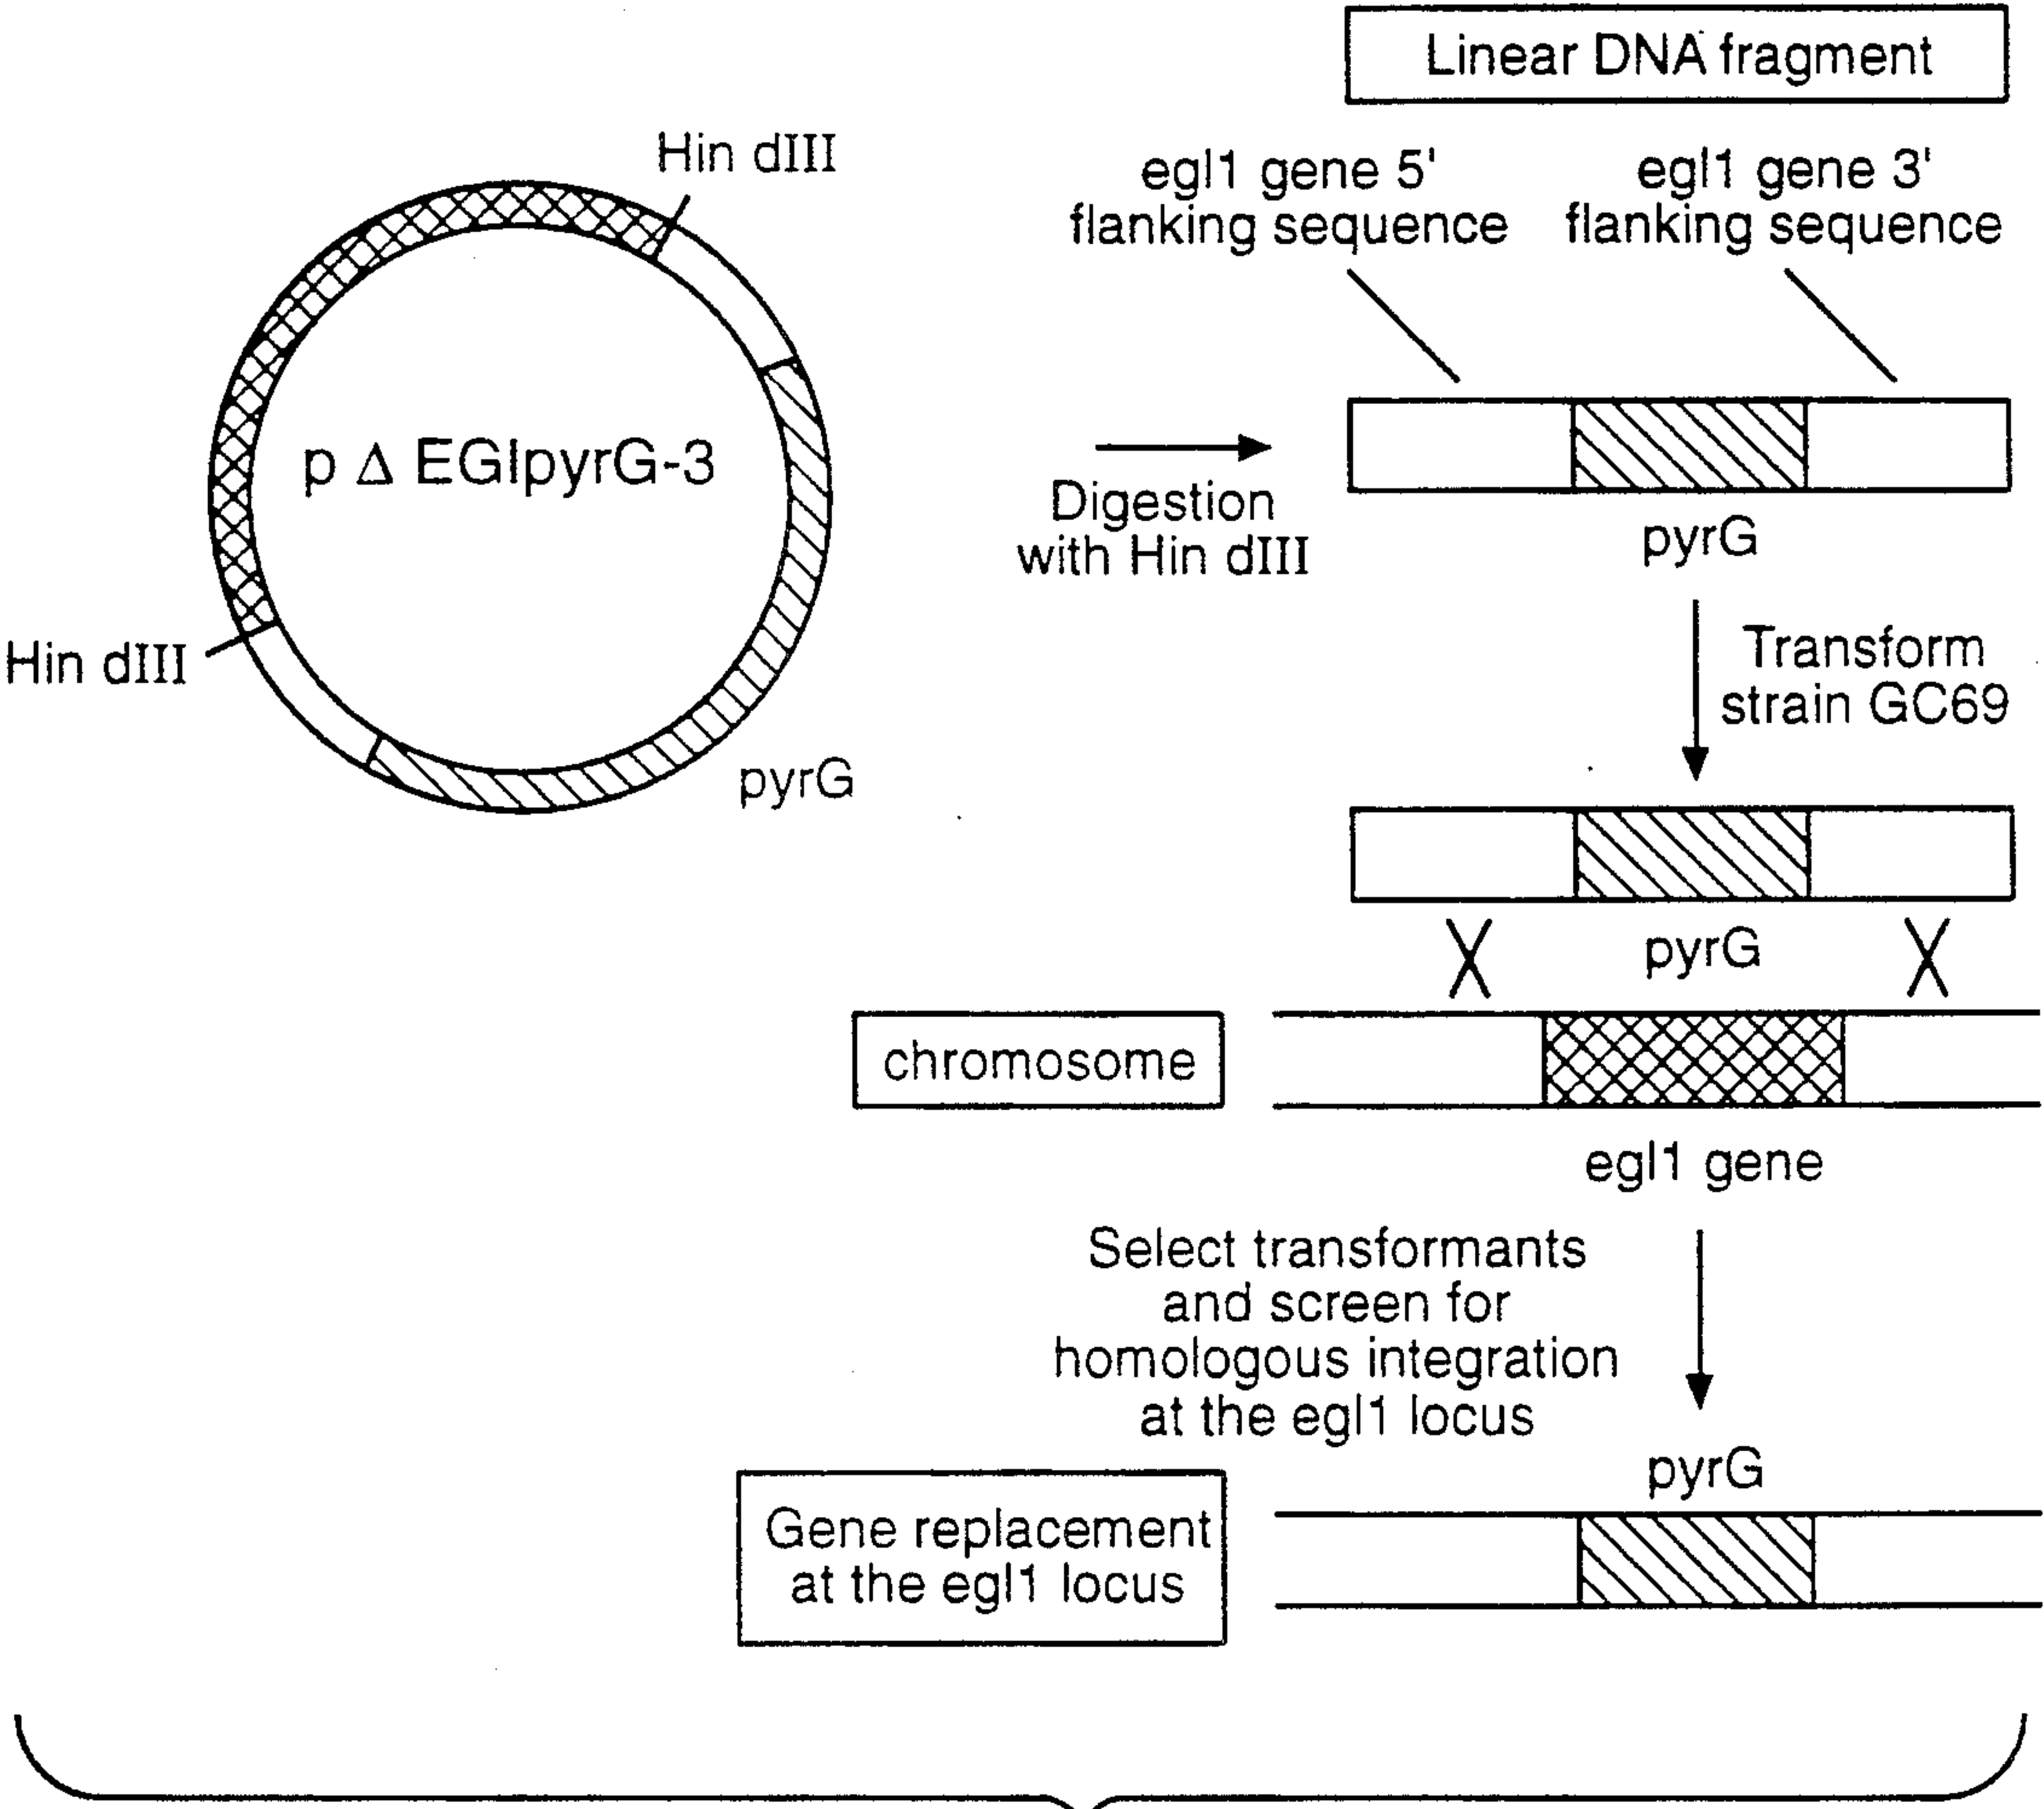 Linear DNA fragment
Hin dIII
egl1 gene 5'
flanking sequence
egl1 gene 3'
flanking sequence
p Δ EGIpyrG-3
Digestion
with Hin dIII
pyrG
Hin dIII
pyrG
Transform
strain GC69
pyrG
X
X
chromosome
egl1 gene
Select transformants
and screen for
homologous integration
at the egl1 locus
pyrG
Gene replacement
at the egl1 locus